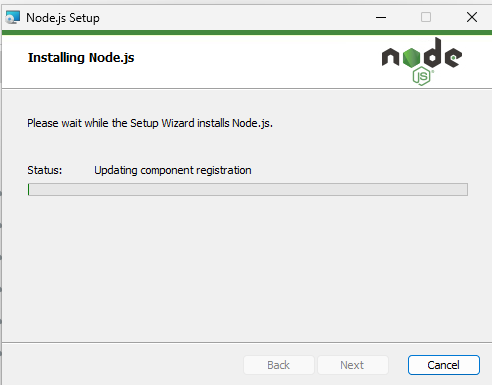 Node.js Setup
Installing Node.js
node
JS
Please wait while the Setup Wizard installs Node.js.
Status: Updating component registration
Back Next Cancel